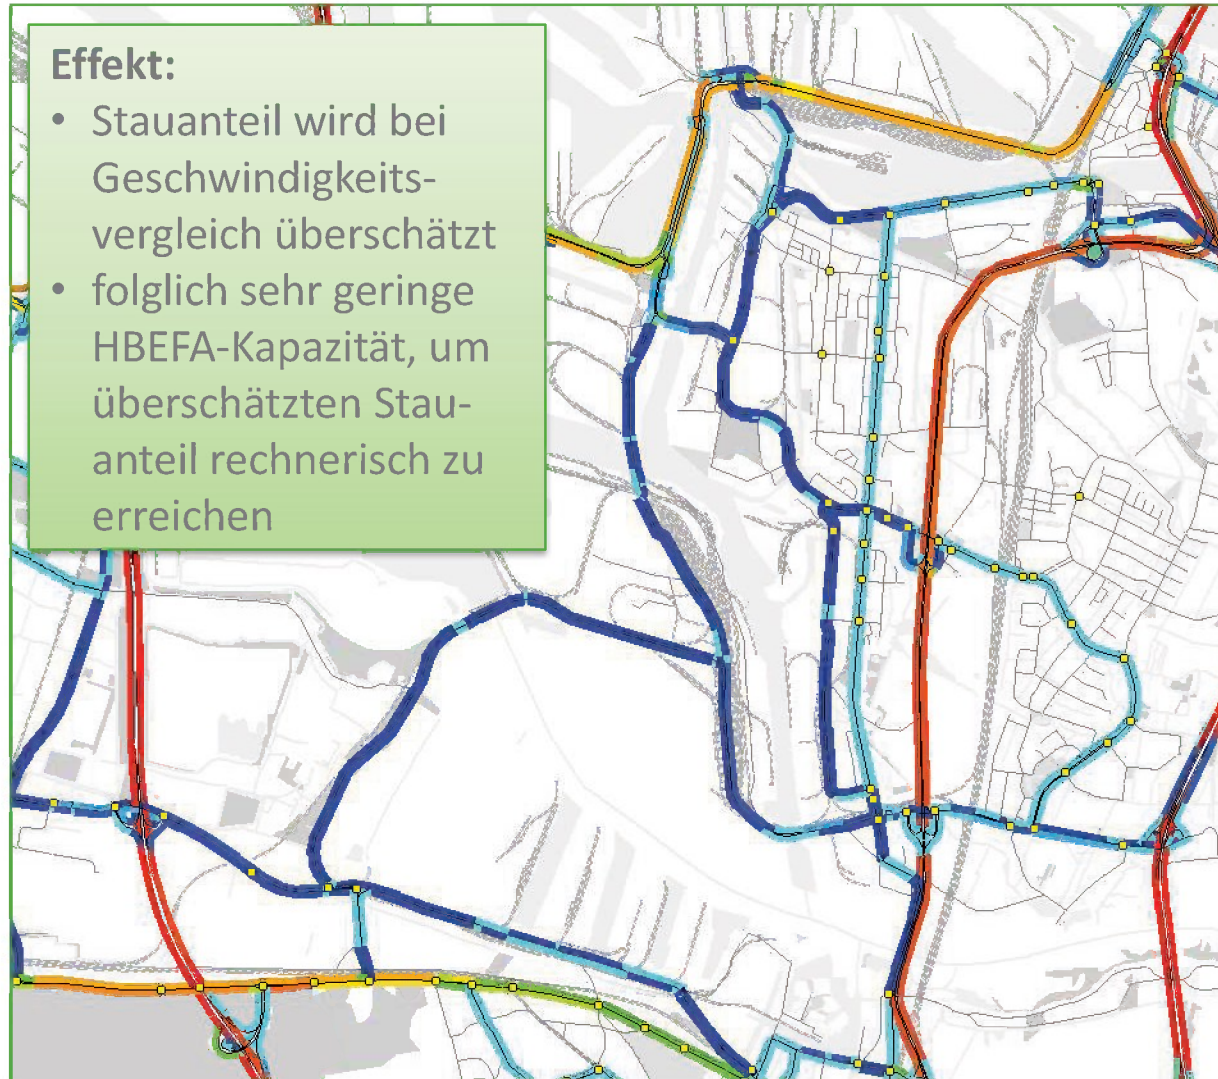 Effekt:
• Stauanteil wird bei
Geschwindigkeits-
vergleich überschätzt
• folglich sehr geringe
HBEFA-Kapazität, um
überschätzten Stau-
anteil rechnerisch zu
erreichen